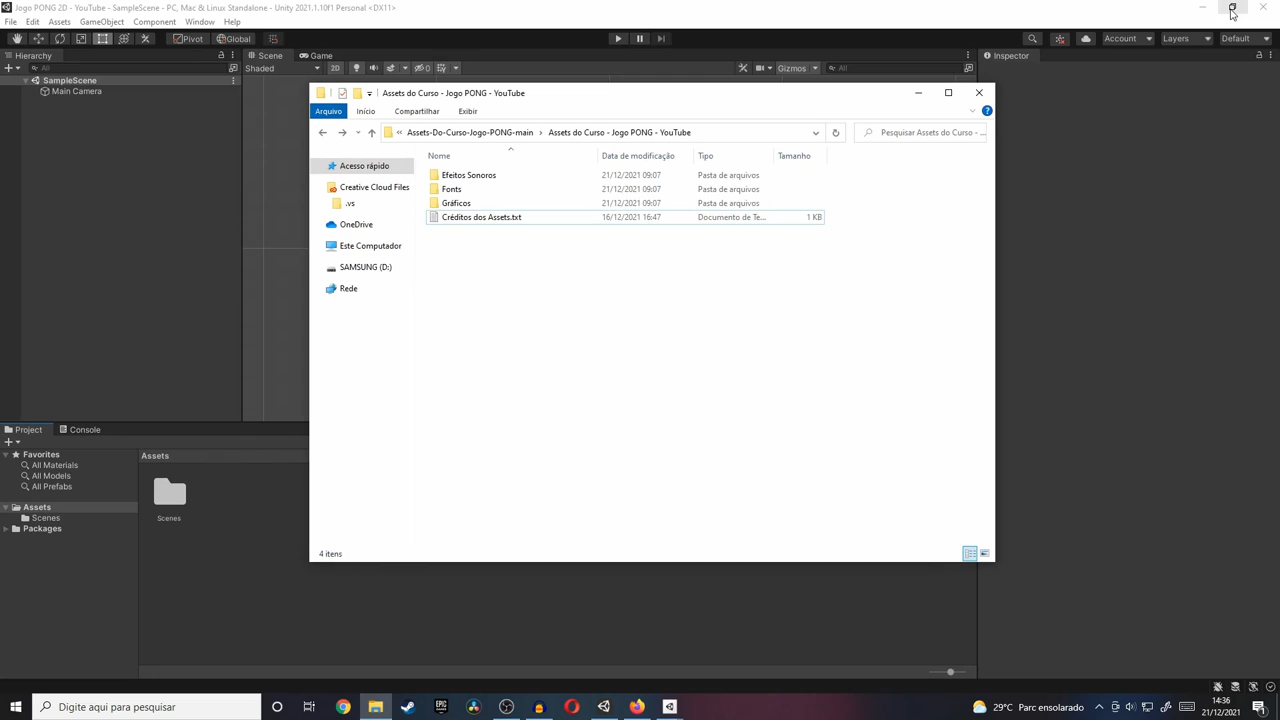 Jogo PONG 2D - YouTube - SampleScene - PC, Mac & Linux Standalone - Unity 2021.1.10f1 Personal <DX11>
File Edit Assets GameObject Component Window Help
Pivot Global Account Layers Default
Hierarchy Scene Game Inspector
All Shaded 2D 0 Gizmos All
SampleScene
Main Camera
Assets do Curso - Jogo PONG - YouTube
Arquivo Início Compartilhar Exibir
Assets-Do-Curso-Jogo-PONG-main > Assets do Curso - Jogo PONG - YouTube Pesquisar Assets do Curso - ...
Nome Data de modificação Tipo Tamanho
Acesso rápido
Creative Cloud Files
.vs
OneDrive
Este Computador
SAMSUNG (D:)
Rede
Efeitos Sonoros 21/12/2021 09:07 Pasta de arquivos
Fonts 21/12/2021 09:07 Pasta de arquivos
Gráficos 21/12/2021 09:07 Pasta de arquivos
Créditos dos Assets.txt 16/12/2021 16:47 Documento de Te... 1 KB
4 itens
Project Console
Favorites
All Materials
All Models
All Prefabs
Assets
Scenes
Packages
Assets
Scenes
Digite aqui para pesquisar
EPIC GAMES
29°C Parc ensolarado
14:36
21/12/2021